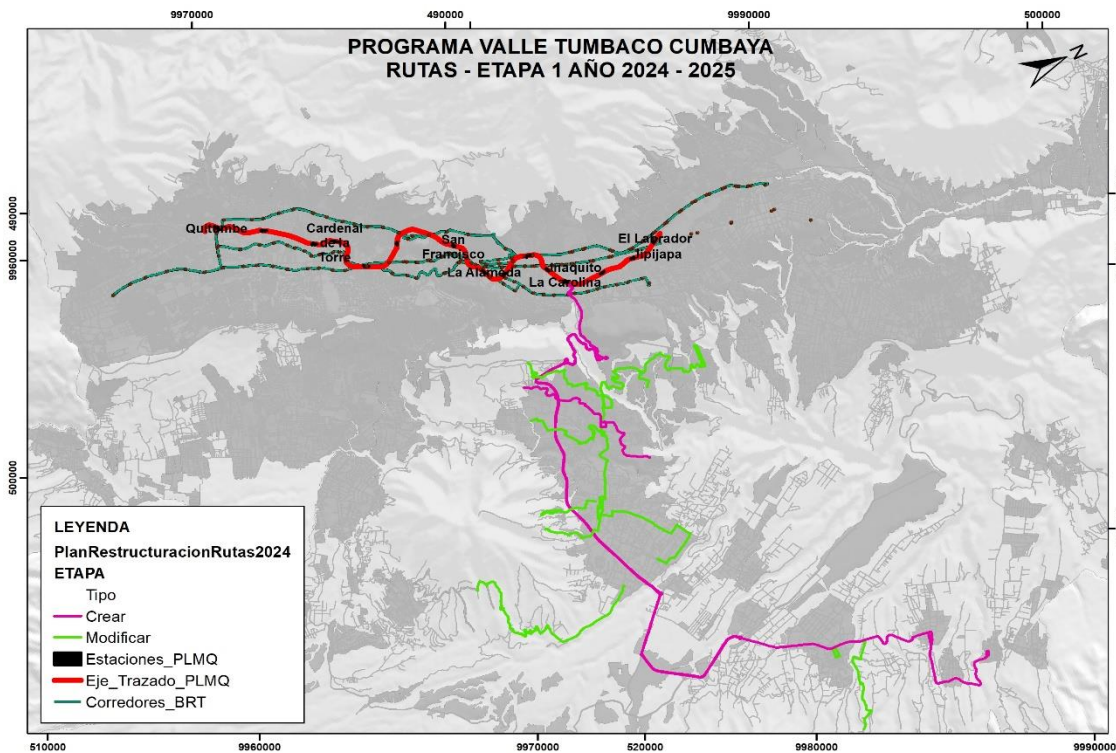 9970000
480000
9990000
500000
PROGRAMA VALLE TUMBACO CUMBAYA
RUTAS - ETAPA 1 AÑO 2024 - 2025
N
490000
Quitumbe
Cardenal
de la
Torre
San
Francisco
La Alameda
Iñaquito
La Carolina
El Labrador
Jipijapa
9960000
500000
LEYENDA
PlanRestructuracionRutas2024
ETAPA
Tipo
Crear
Modificar
Estaciones_PLMQ
Eje_Trazado_PLMQ
Corredores_BRT
510000
9960000
9970000
520000
9980000
9990000